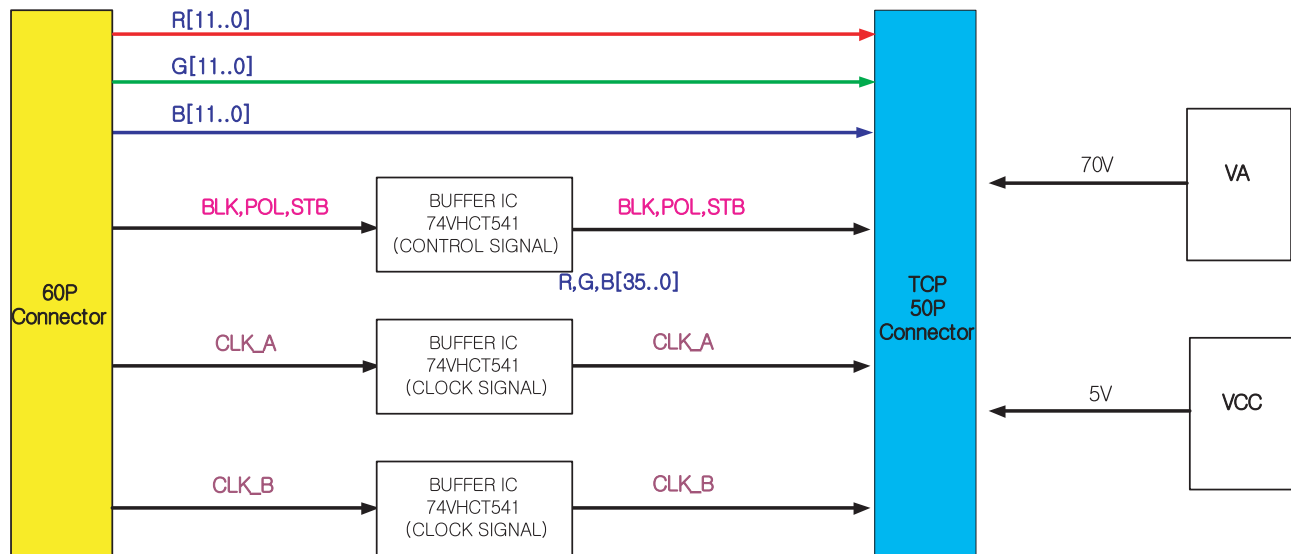 R[11..0]
G[11..0]
B[11..0]
BLK,POL,STB
BUFFER IC
74VHCT541
(CONTROL SIGNAL)
BLK,POL,STB
R,G,B[35..0]
60P
Connector
CLK_A
BUFFER IC
74VHCT541
(CLOCK SIGNAL)
CLK_A
CLK_B
BUFFER IC
74VHCT541
(CLOCK SIGNAL)
CLK_B
TCP
50P
Connector
70V
VA
5V
VCC